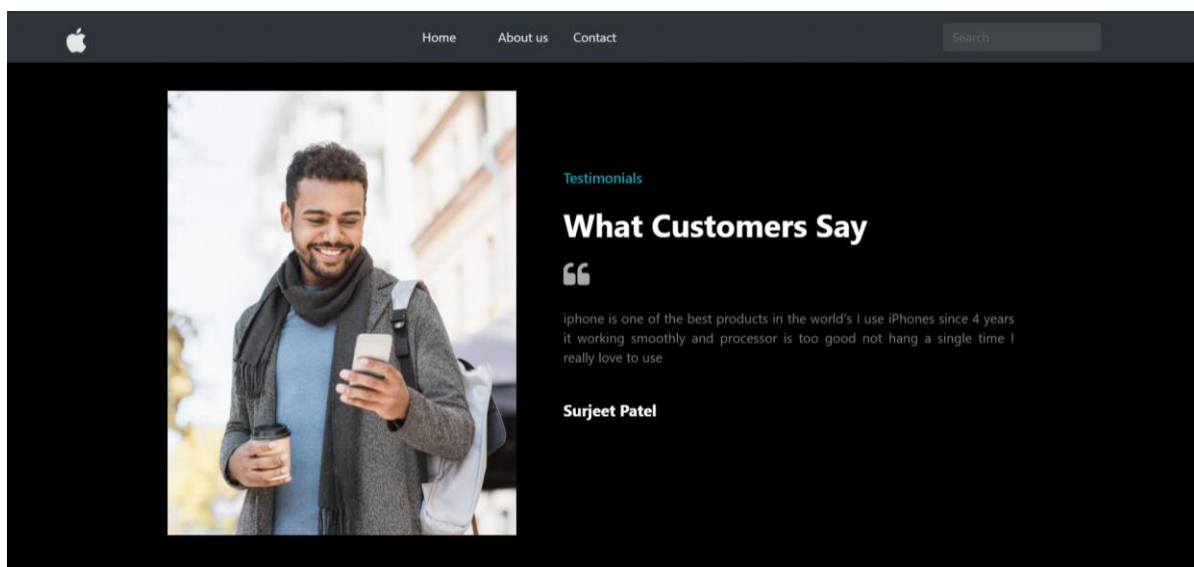 Home About us Contact Search
Testimonials
What Customers Say
“
iphone is one of the best products in the world's I use iPhones since 4 years
it working smoothly and processor is too good not hang a single time I
really love to use
Surjeet Patel